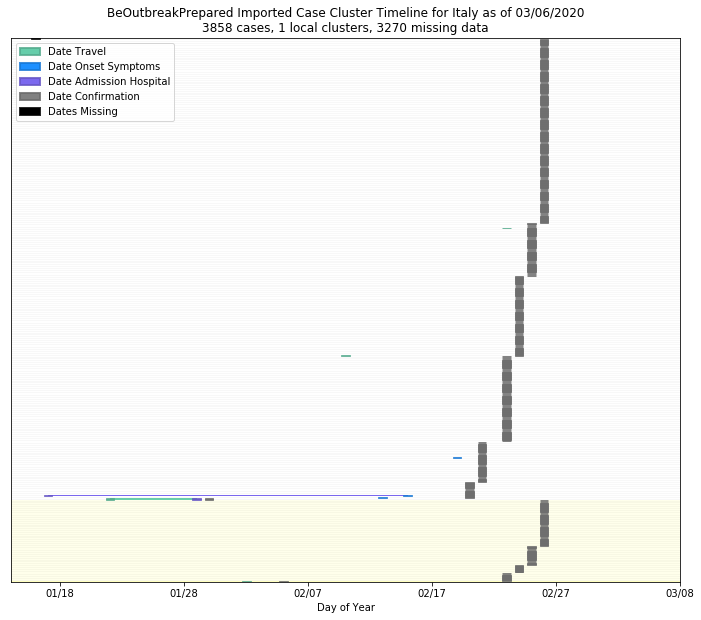 BeOutbreakPrepared Imported Case Cluster Timeline for Italy as of 03/06/2020
3858 cases, 1 local clusters, 3270 missing data
Date Travel
Date Onset Symptoms
Date Admission Hospital
Date Confirmation
Dates Missing
01/18 01/28 02/07 02/17 02/27 03/08
Day of Year